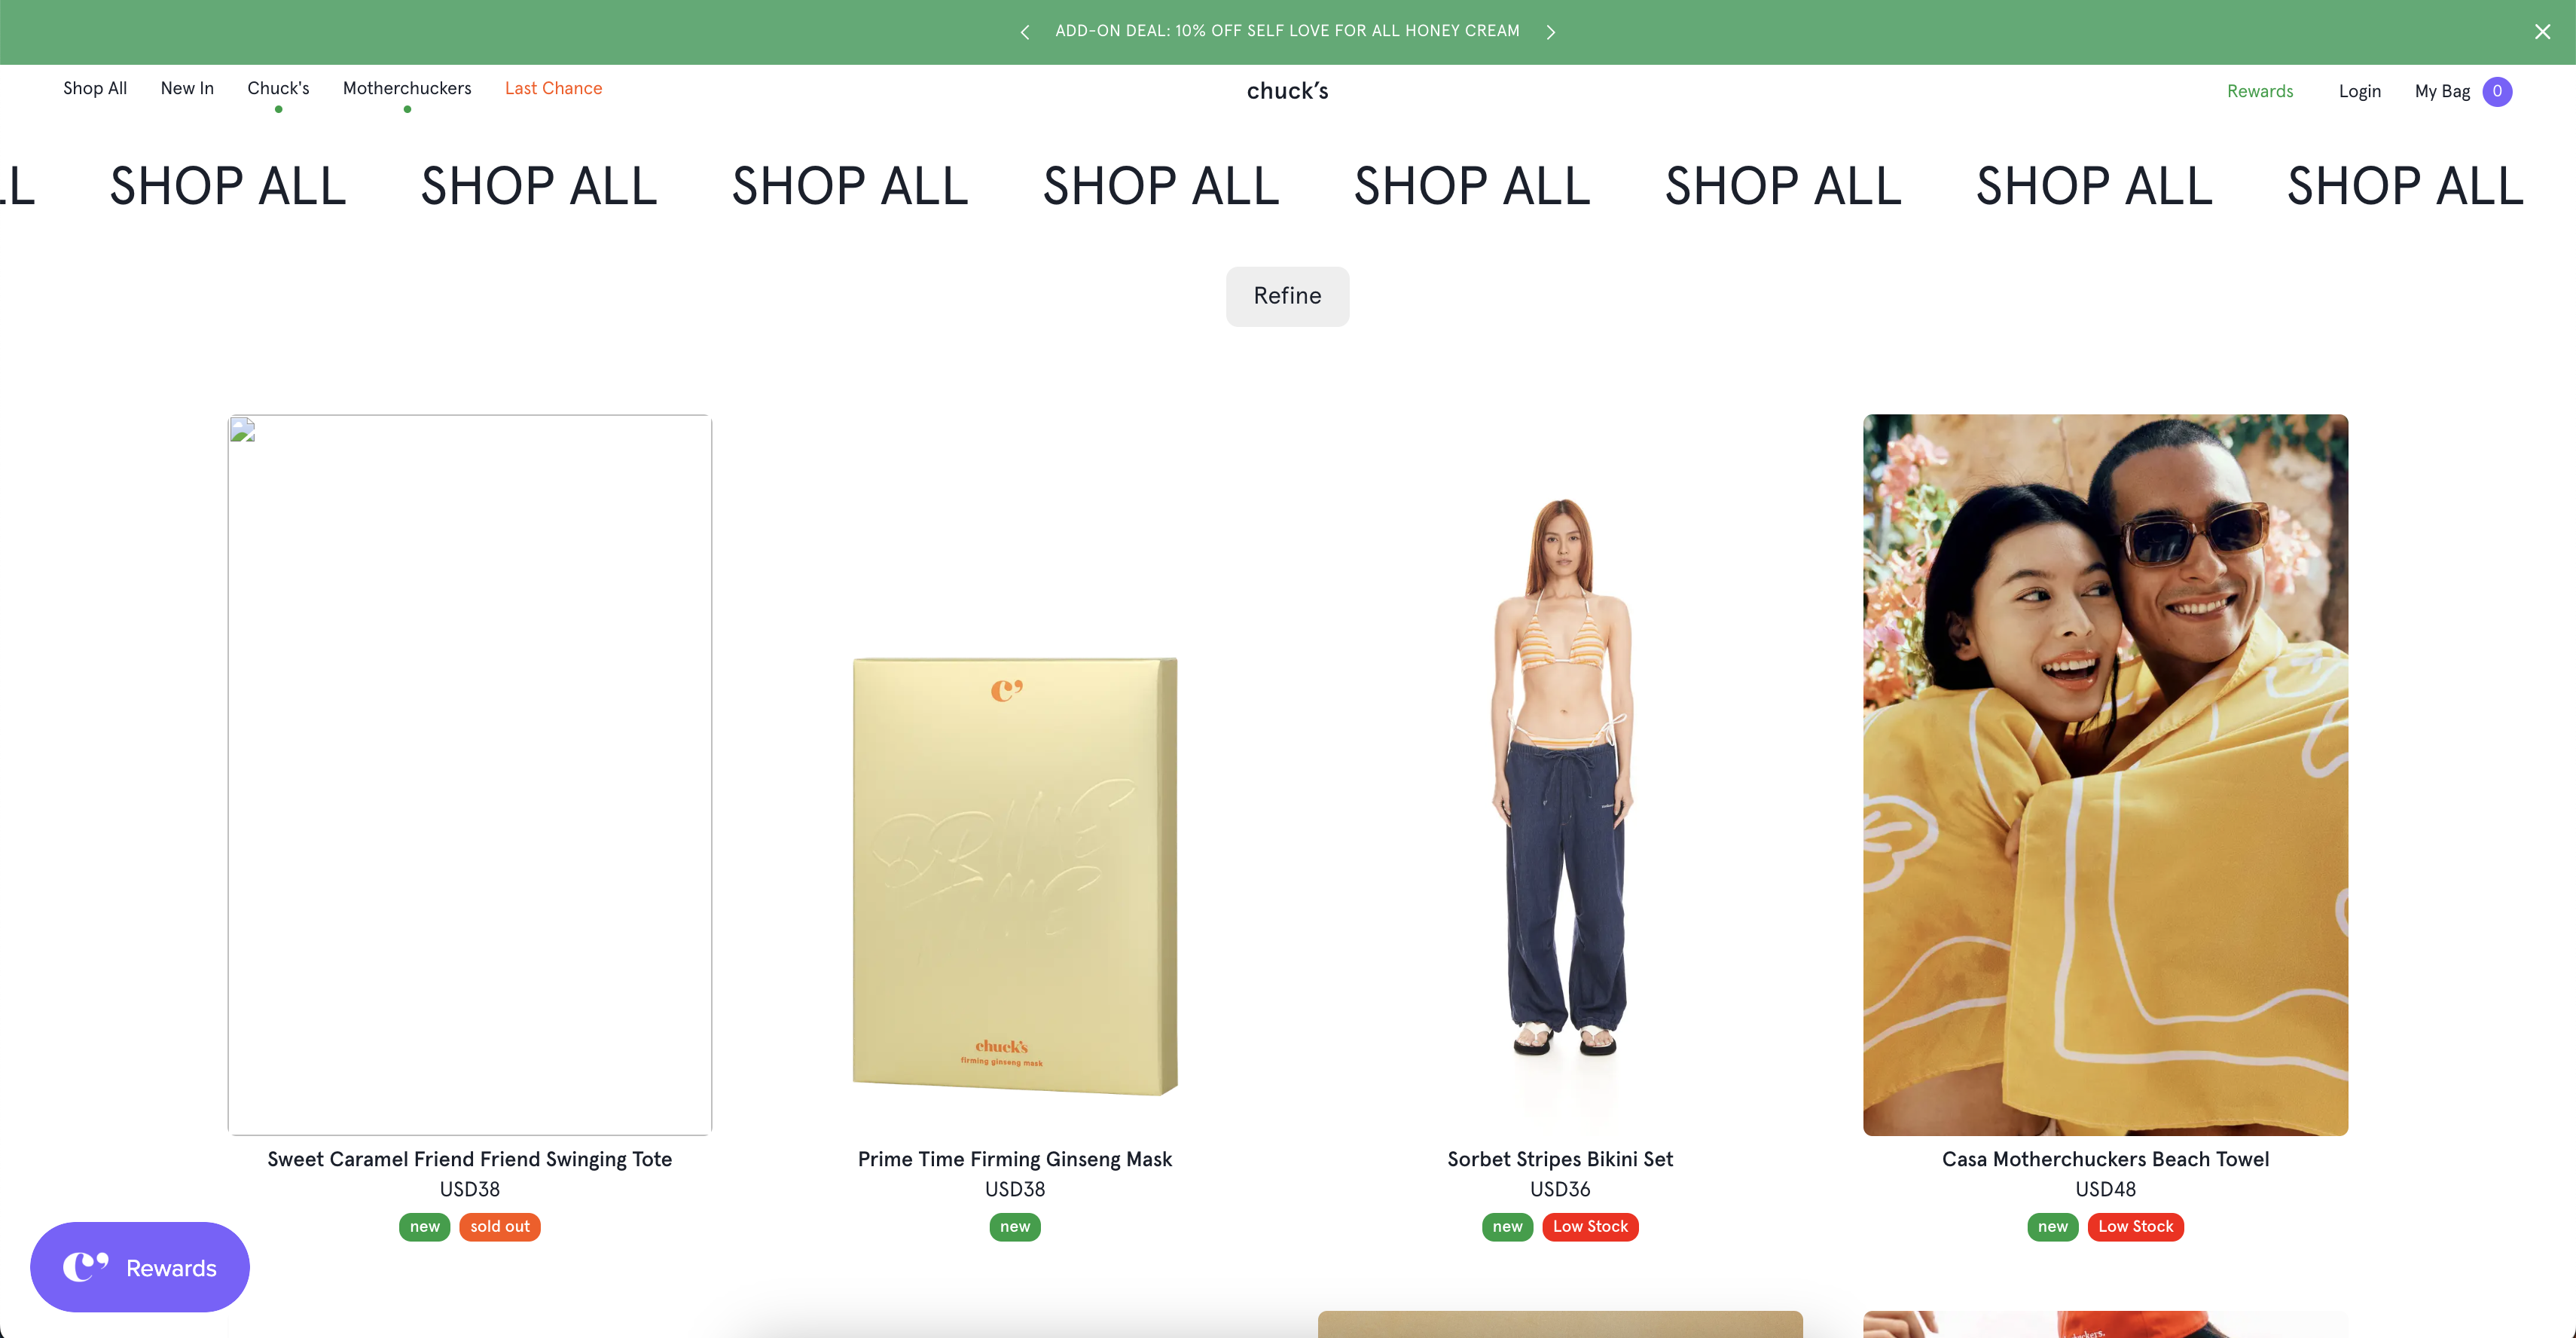 ADD-ON DEAL: 10% OFF SELF LOVE FOR ALL HONEY CREAM
Shop All New In Chuck's Motherchuckers Last Chance chuck's Rewards Login My Bag 0
LL SHOP ALL SHOP ALL SHOP ALL SHOP ALL SHOP ALL SHOP ALL SHOP ALL SHOP ALL
Refine
c'
PRIME
TIME
chuck's
firming ginseng mask
Sweet Caramel Friend Friend Swinging Tote
USD38
new sold out
Prime Time Firming Ginseng Mask
USD38
new
Sorbet Stripes Bikini Set
USD36
new Low Stock
Casa Motherchuckers Beach Towel
USD48
new Low Stock
c' Rewards